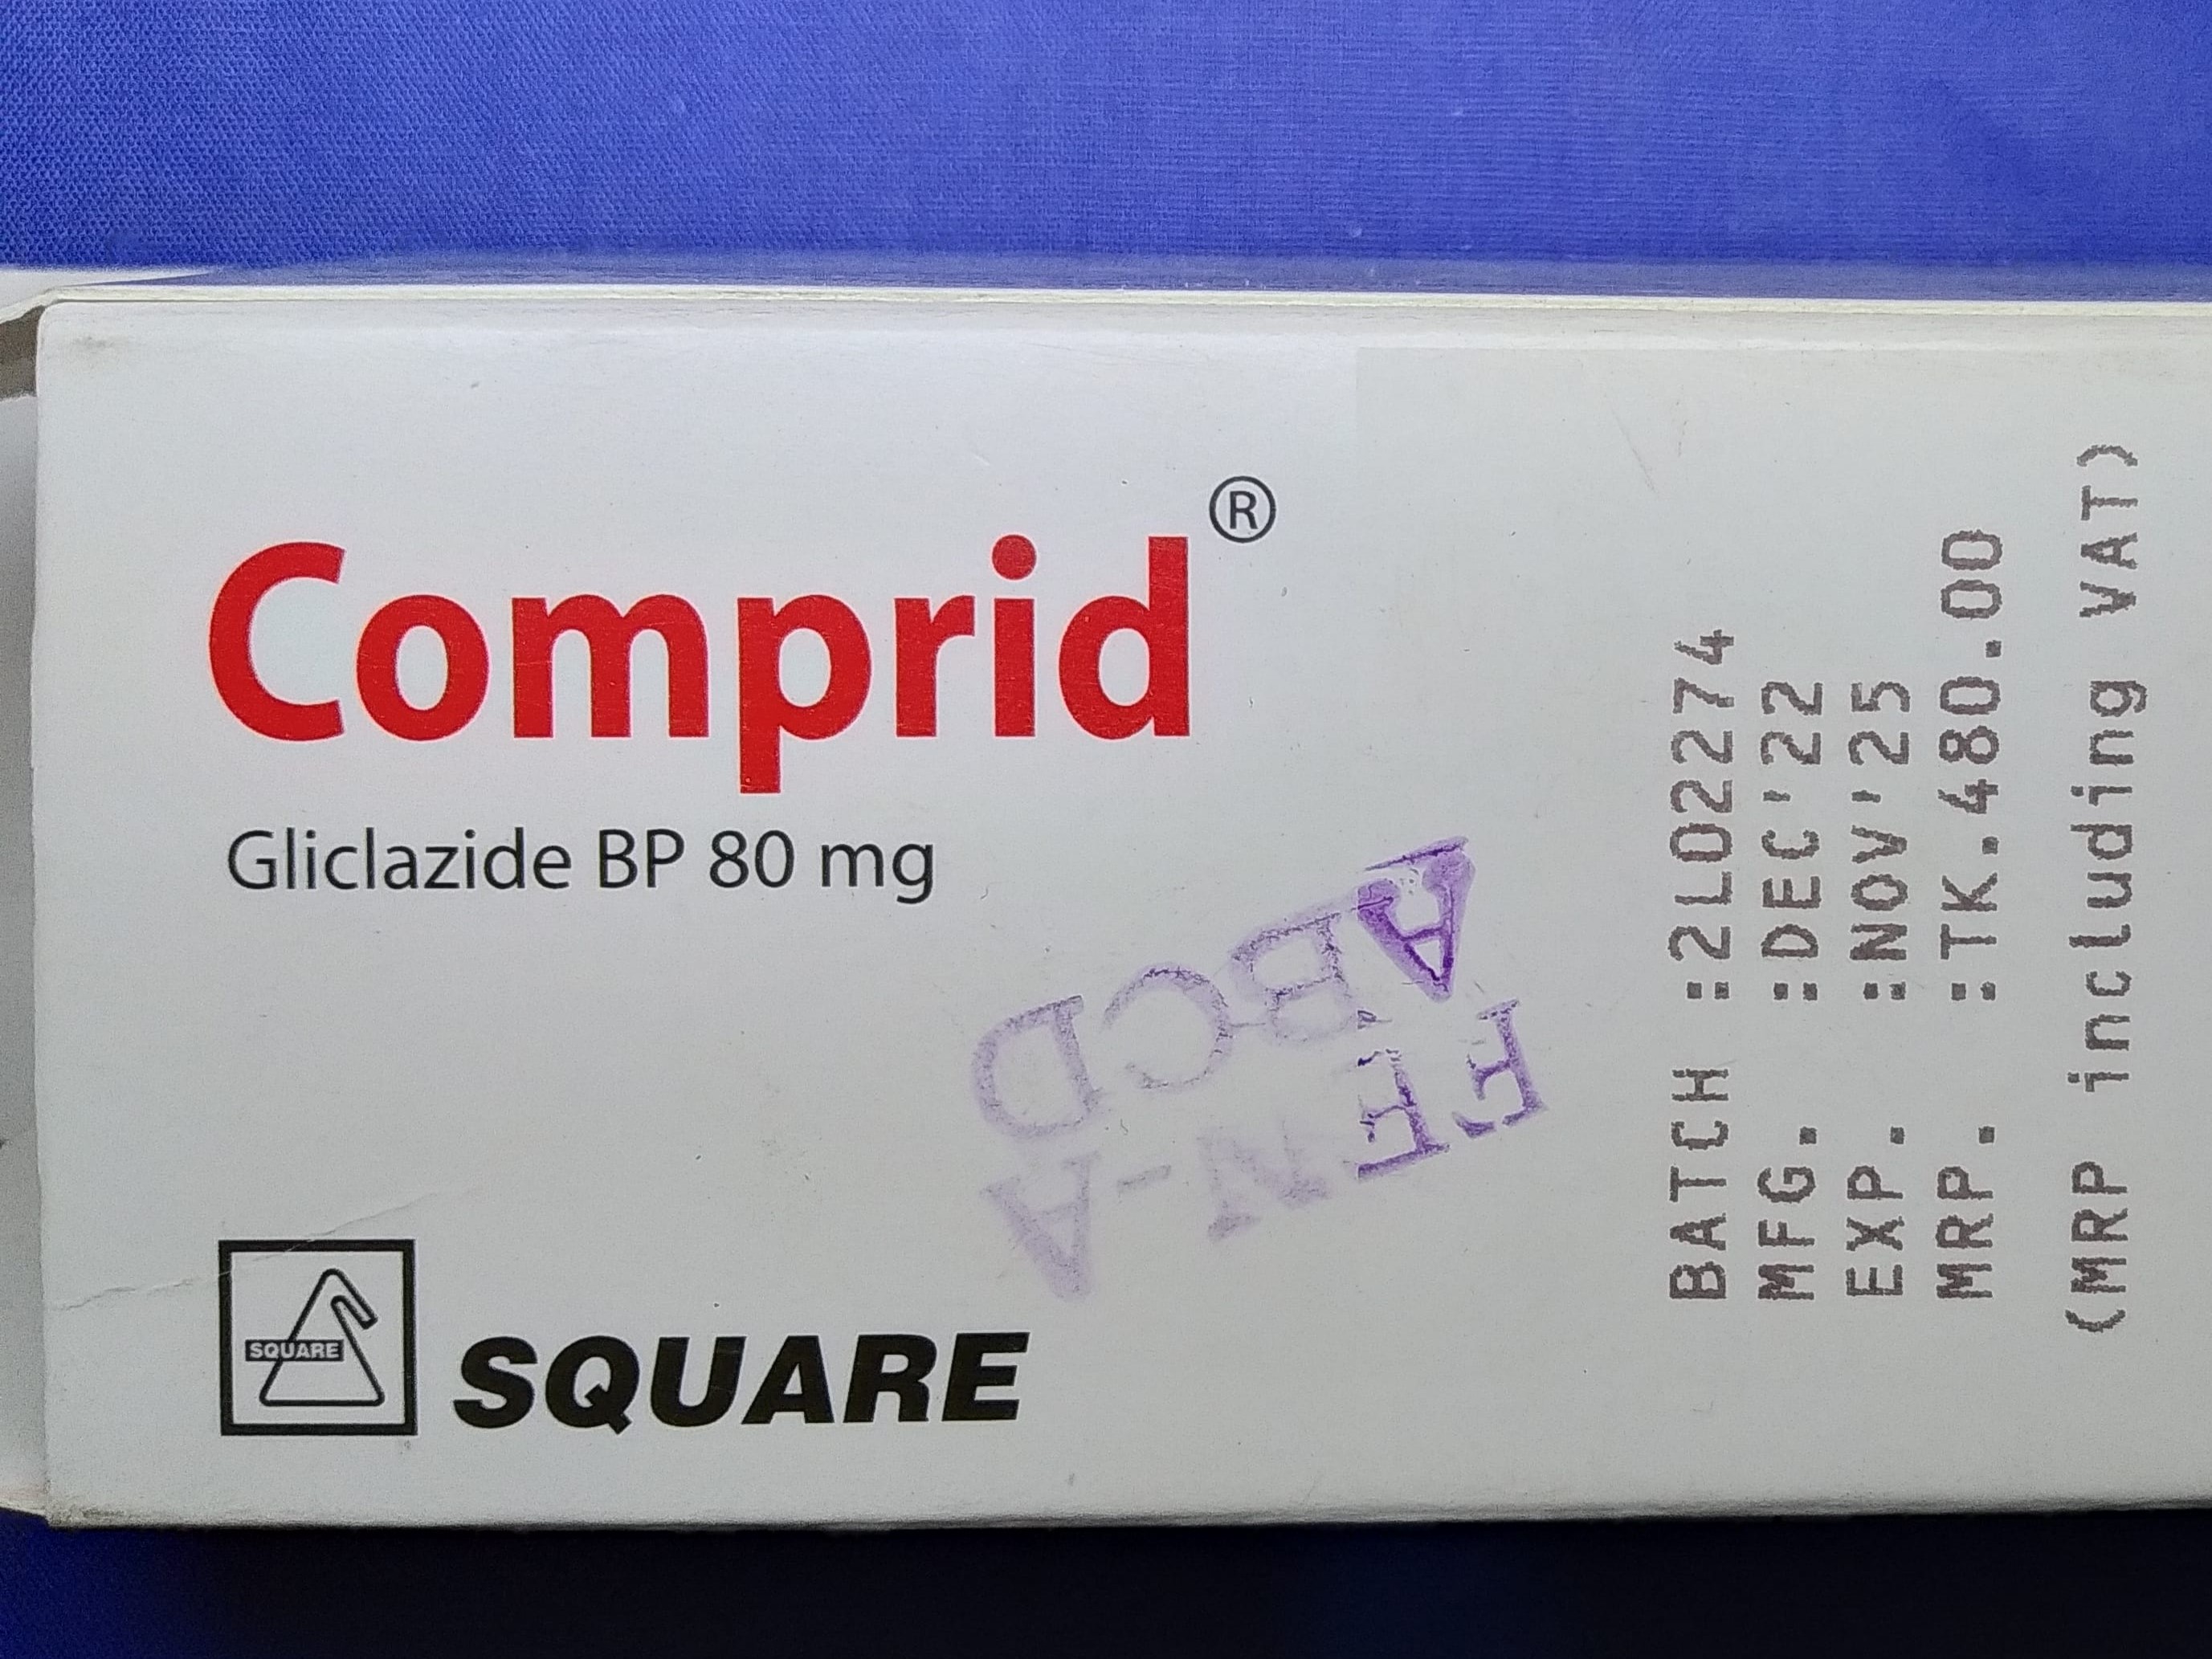 Comprid®
Gliclazide BP 80 mg
SQUARE
SQUARE
ABCD
BATCH :2L02274
MFG. :DEC'22
EXP. :NOV'25
MRP. :TK.480.00
(MRP including VAT)